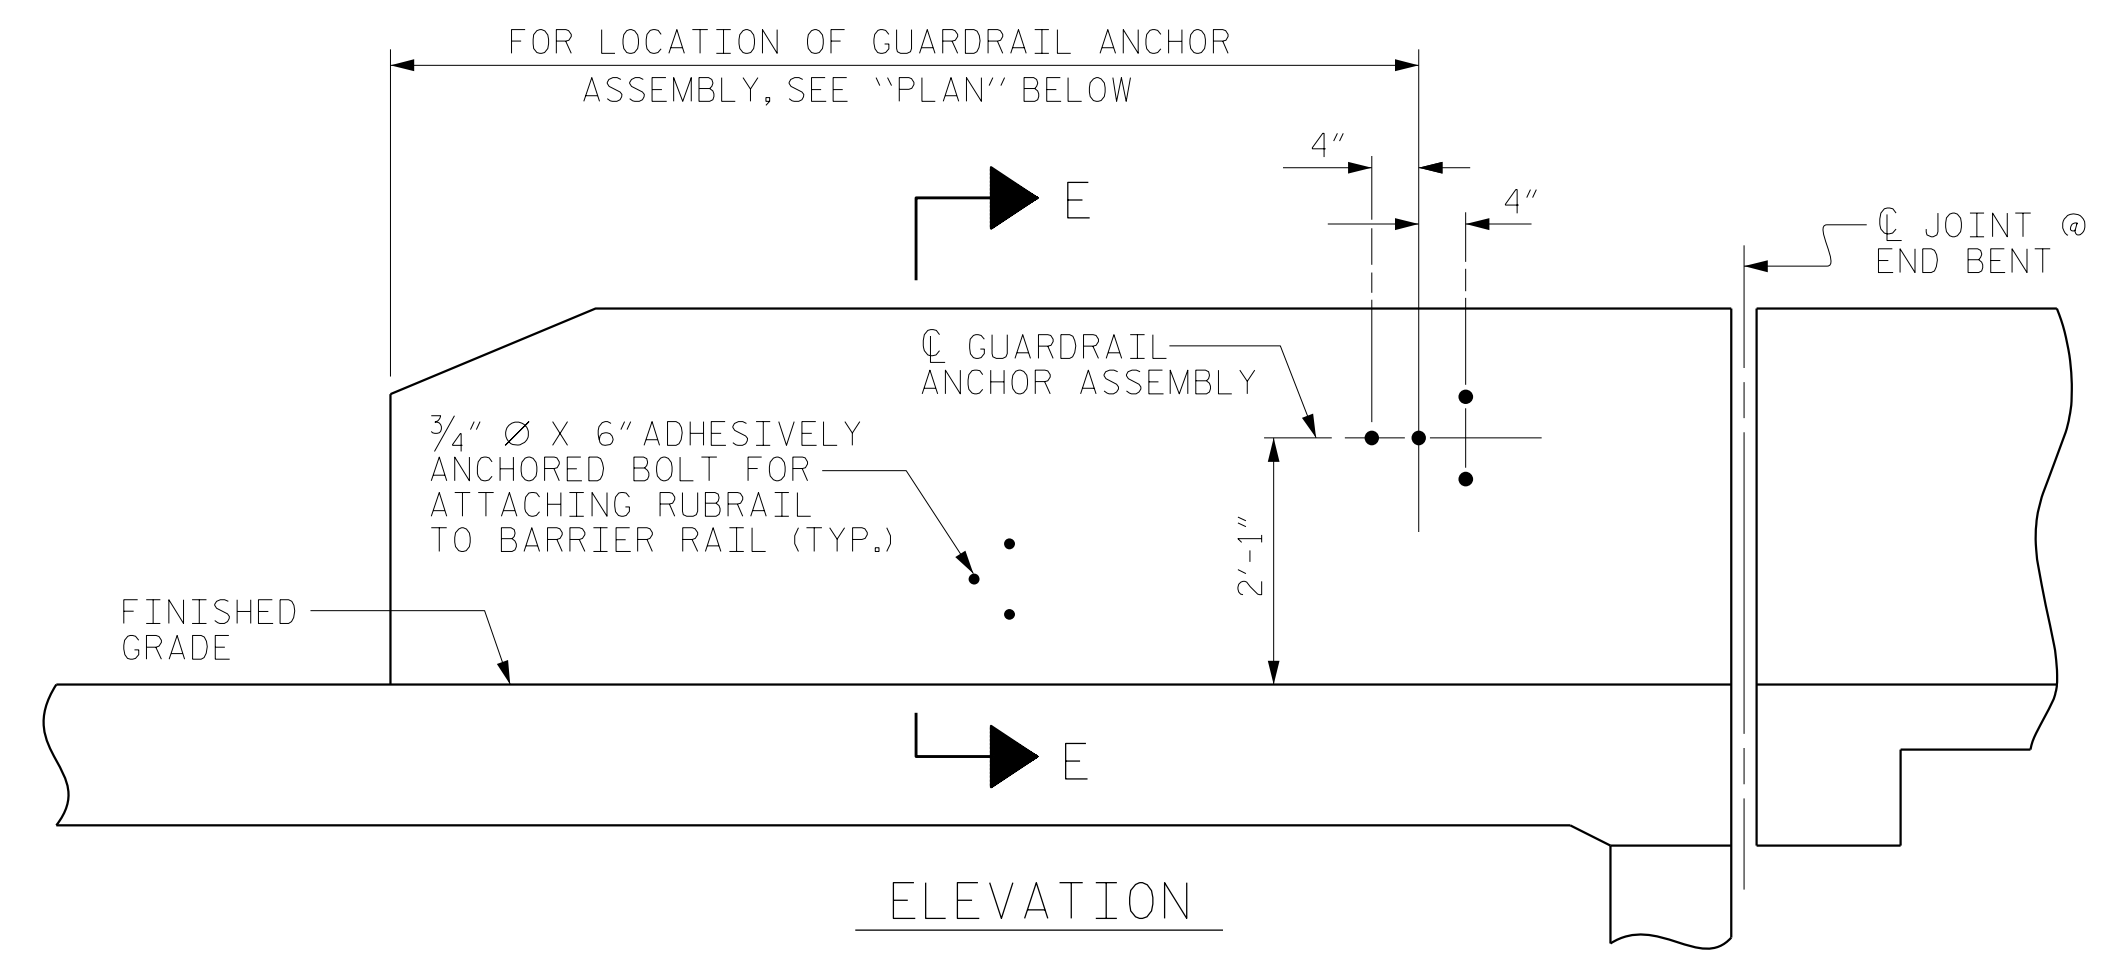 FOR LOCATION OF GUARDRAIL ANCHOR
ASSEMBLY, SEE ‶PLAN″ BELOW
4″
E
4″
℄ JOINT @
END BENT
℄ GUARDRAIL
ANCHOR ASSEMBLY
3/4″ Ø X 6″ ADHESIVELY
ANCHORED BOLT FOR
ATTACHING RUBRAIL
TO BARRIER RAIL (TYP.)
2′-1″
FINISHED
GRADE
E
ELEVATION